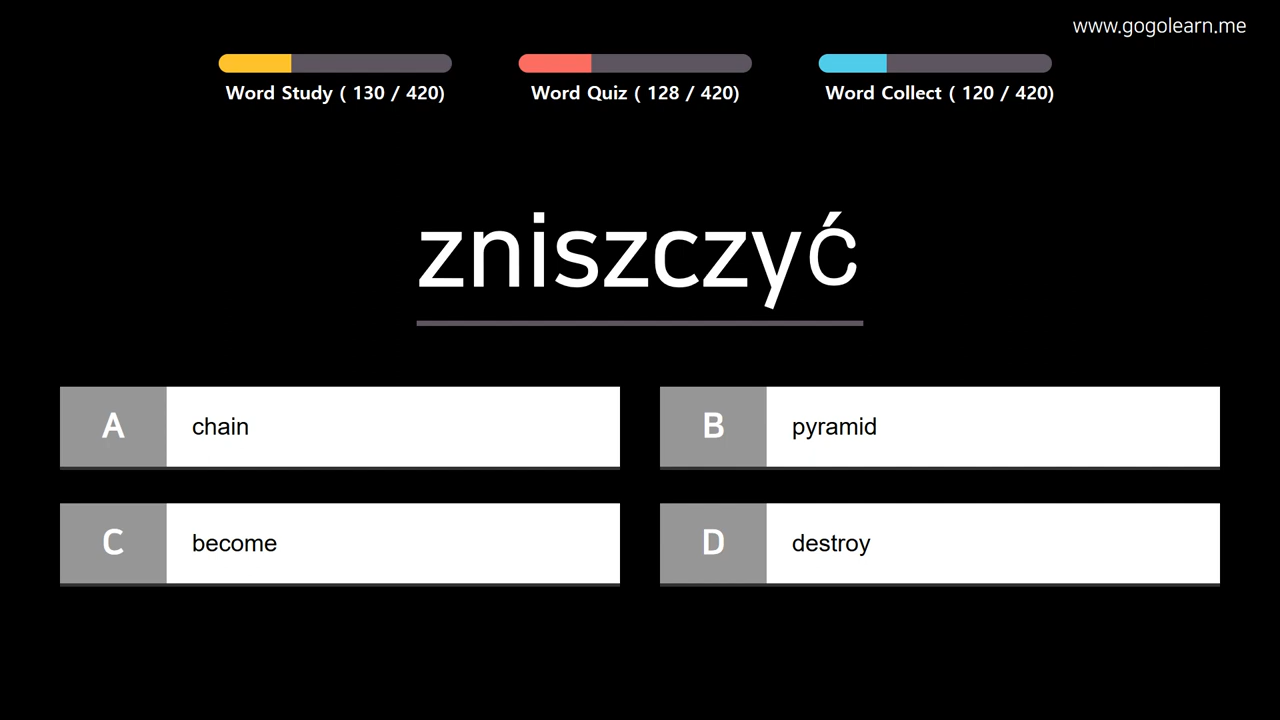 www.gogolearn.me
Word Study ( 130 / 420)
Word Quiz ( 128 / 420)
Word Collect ( 120 / 420)
zniszczyć
A chain
B pyramid
C become
D destroy